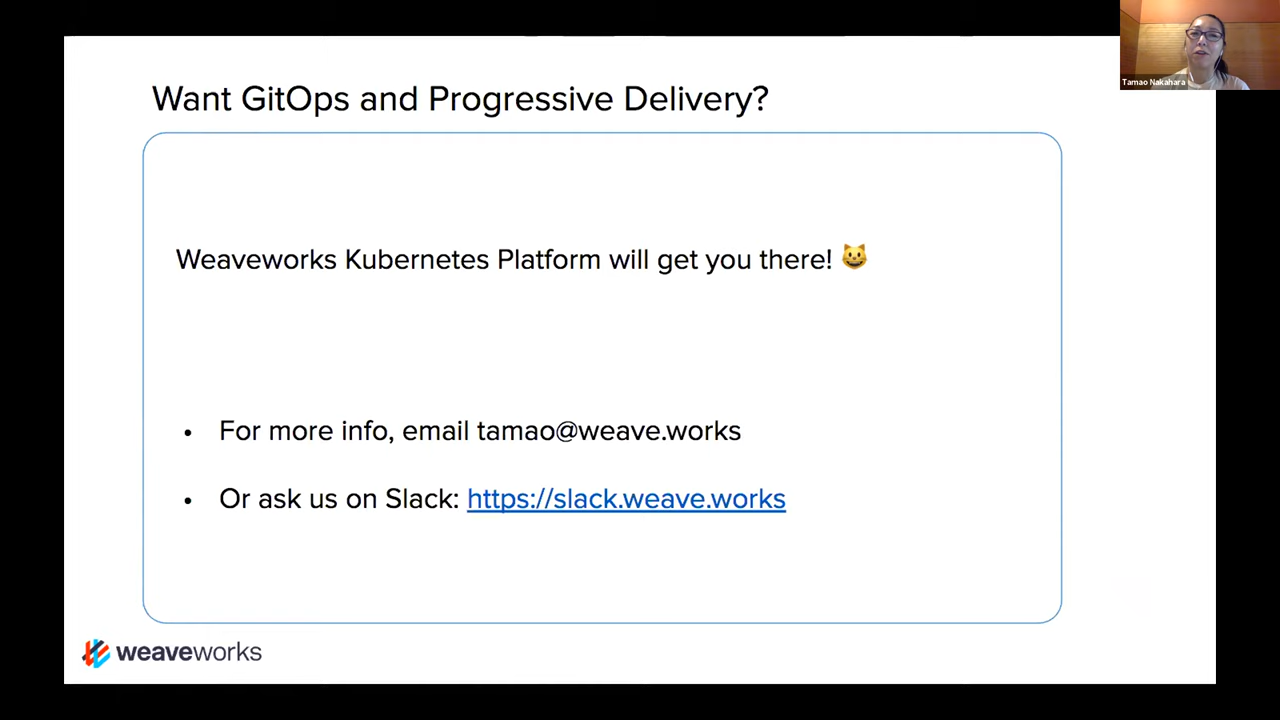 Tamao Nakahara
Want GitOps and Progressive Delivery?
Weaveworks Kubernetes Platform will get you there! 😺
• For more info, email tamao@weave.works
• Or ask us on Slack: https://slack.weave.works
weaveworks